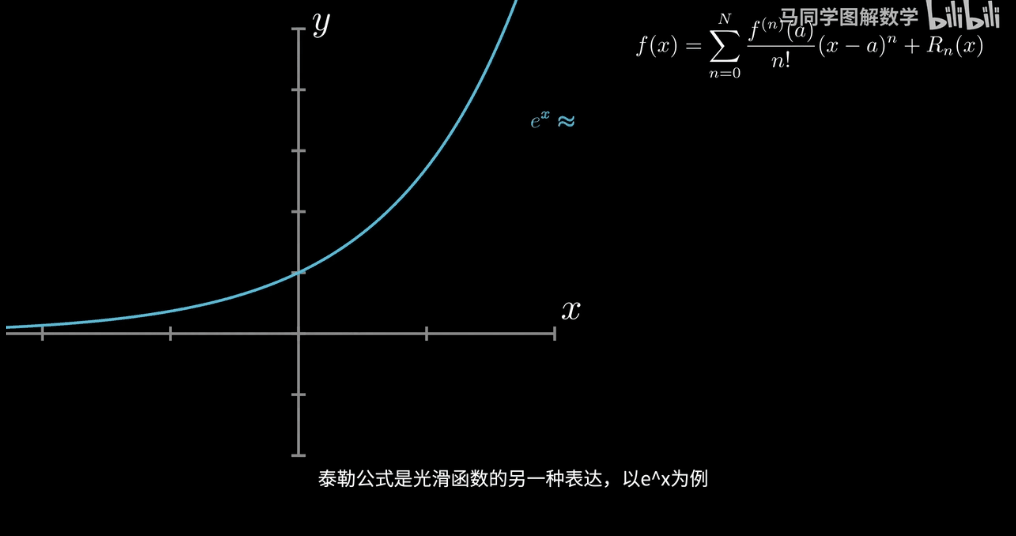 马同学图解数学 bilibili
y
f(x) = \sum_{n=0}^{N} \frac{f^{(n)}(a)}{n!}(x − a)^n + R_n(x)
e^x ≈
x
泰勒公式是光滑函数的另一种表达，以e^x为例